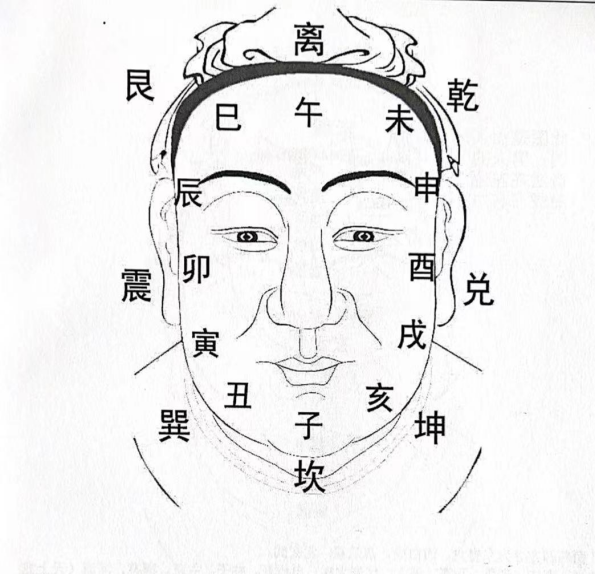 离
艮
乾
巳 午 未
辰 申
卯 酉
震 兑
寅 戌
丑 亥
子
巽 坤
坎